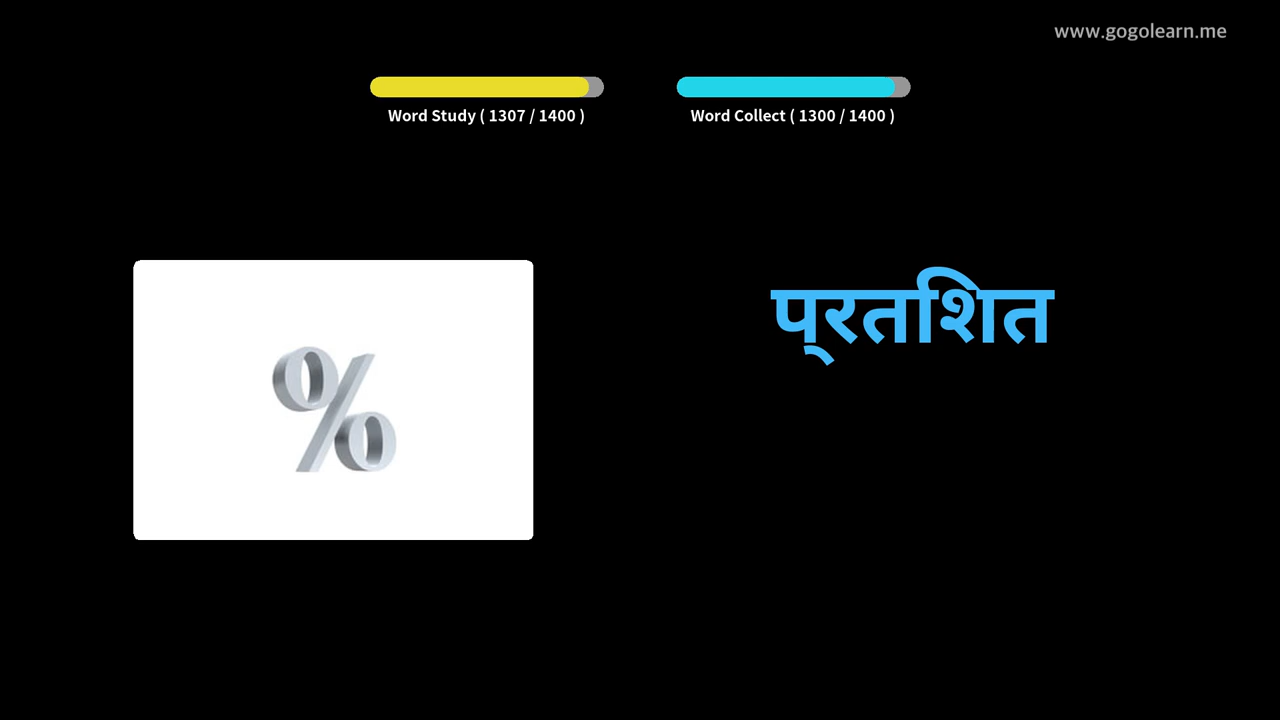 www.gogolearn.me
Word Study ( 1307 / 1400 )
Word Collect ( 1300 / 1400 )
%
प्रतिशत